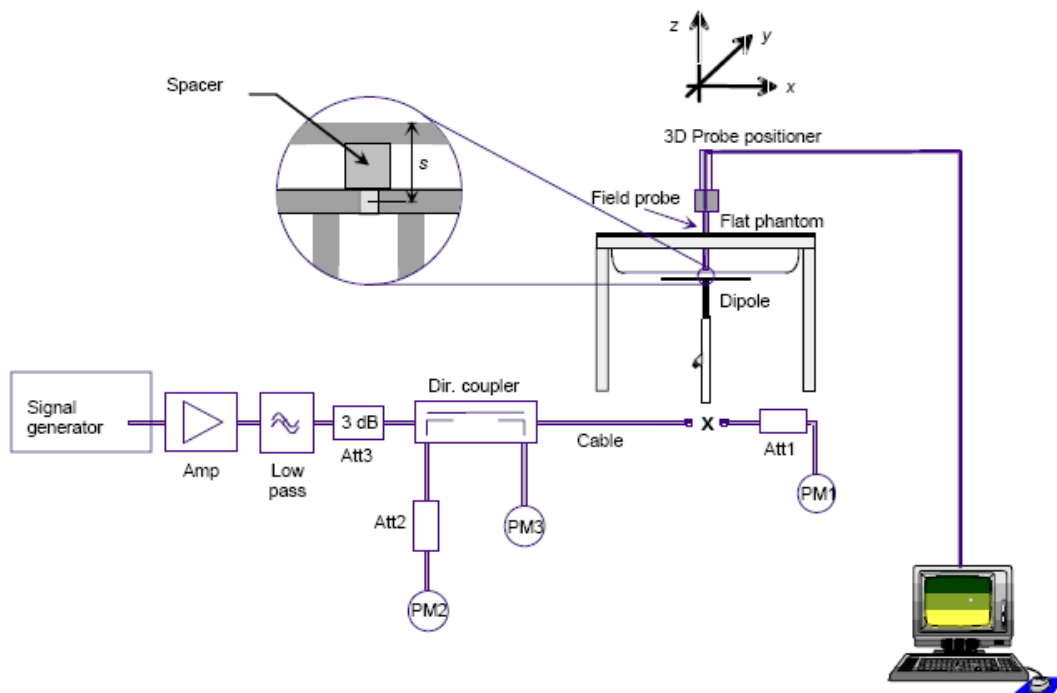 z
y
x
Spacer
s
3D Probe positioner
Field probe
Flat phantom
Dipole
Signal
generator
Amp
Low
pass
3 dB
Att3
Dir. coupler
Cable
X
Att1
PM1
Att2
PM3
PM2